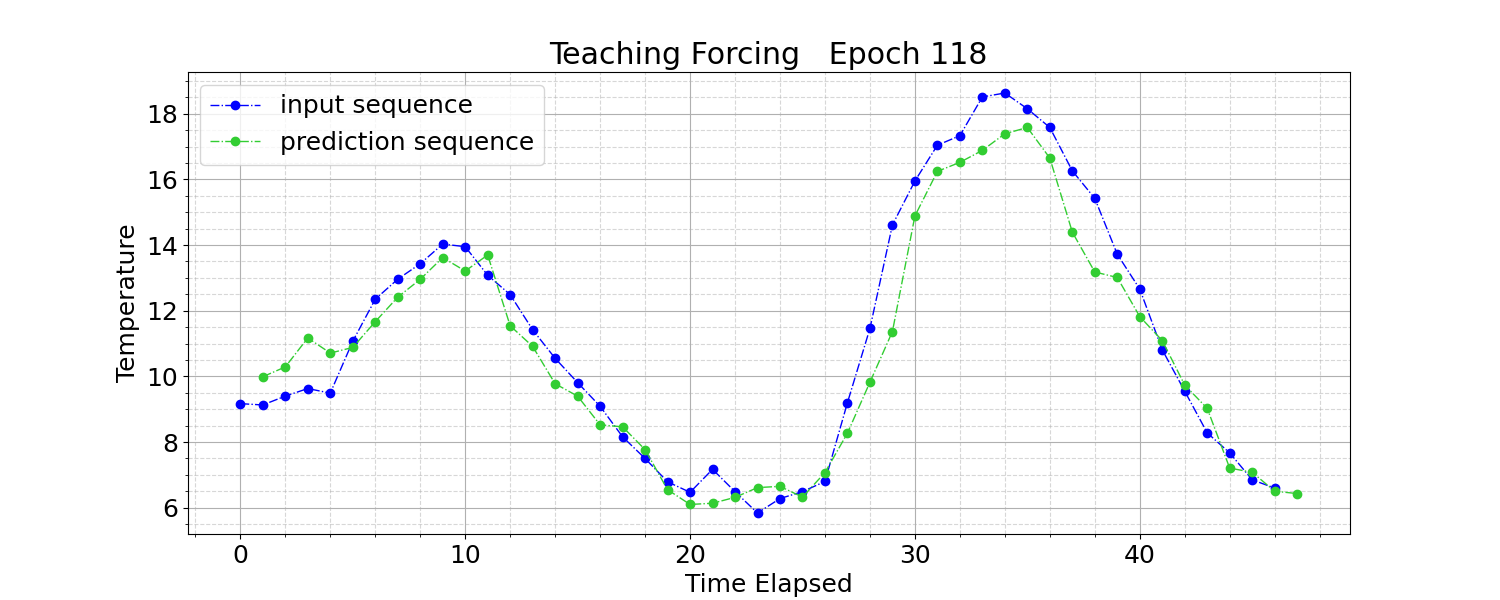 Teaching Forcing   Epoch 118
input sequence
prediction sequence
Temperature
18
16
14
12
10
8
6
0 10 20 30 40
Time Elapsed